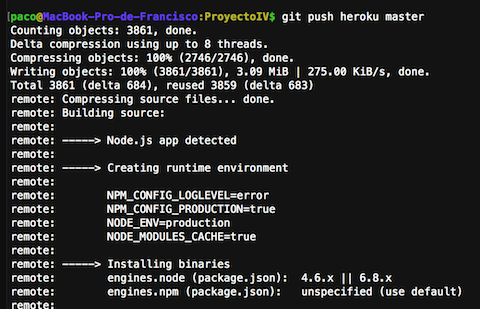 paco@MacBook-Pro-de-Francisco:ProyectoIV$ git push heroku master
Counting objects: 3861, done.
Delta compression using up to 8 threads.
Compressing objects: 100% (2746/2746), done.
Writing objects: 100% (3861/3861), 3.09 MiB | 275.00 KiB/s, done.
Total 3861 (delta 684), reused 3859 (delta 683)
remote: Compressing source files... done.
remote: Building source:
remote:
remote: -----> Node.js app detected
remote:
remote: -----> Creating runtime environment
remote:
remote:        NPM_CONFIG_LOGLEVEL=error
remote:        NPM_CONFIG_PRODUCTION=true
remote:        NODE_ENV=production
remote:        NODE_MODULES_CACHE=true
remote:
remote: -----> Installing binaries
remote:        engines.node (package.json):  4.6.x || 6.8.x
remote:        engines.npm (package.json):   unspecified (use default)
remote: